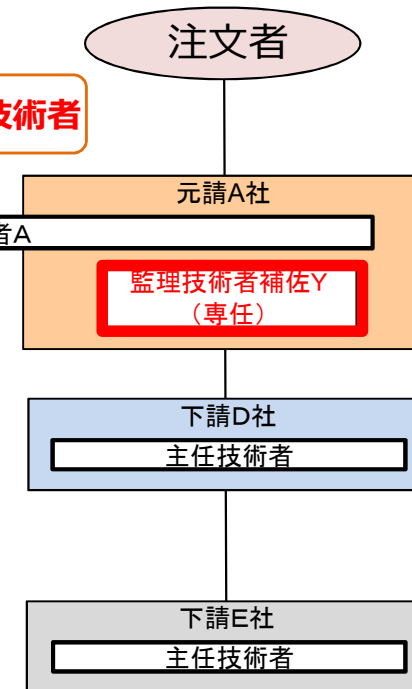 注文者
技術者
元請A社
者A
監理技術者補佐Y
（専任）
下請D社
主任技術者
下請E社
主任技術者